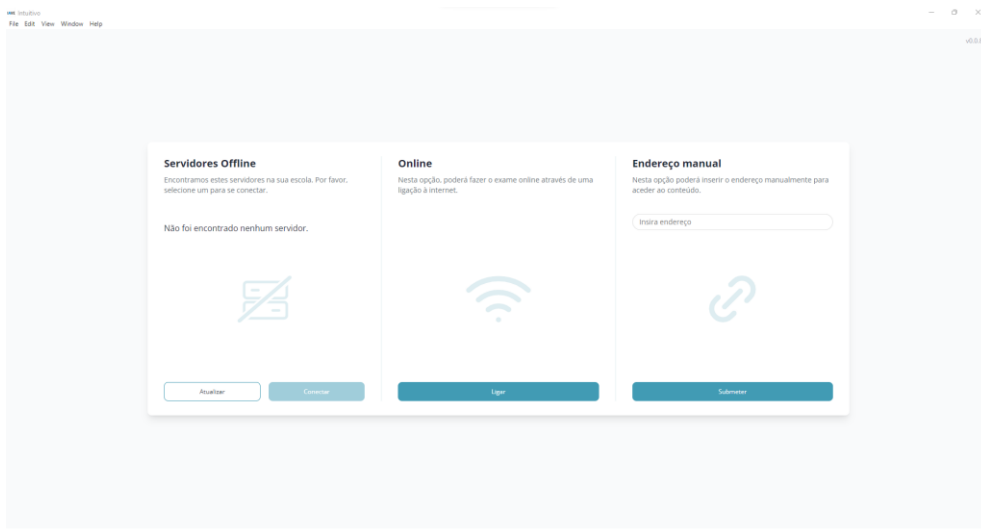 Intuitivo
File Edit View Window Help
Servidores Offline
Encontramos estes servidores na sua escola. Por favor,
selecione um para se conectar.
Não foi encontrado nenhum servidor.
Atualizar
Conectar
Online
Nesta opção, poderá fazer o exame online através de uma
ligação à internet.
Ligar
Endereço manual
Nesta opção poderá inserir o endereço manualmente para
aceder ao conteúdo.
Insira endereço
Submeter